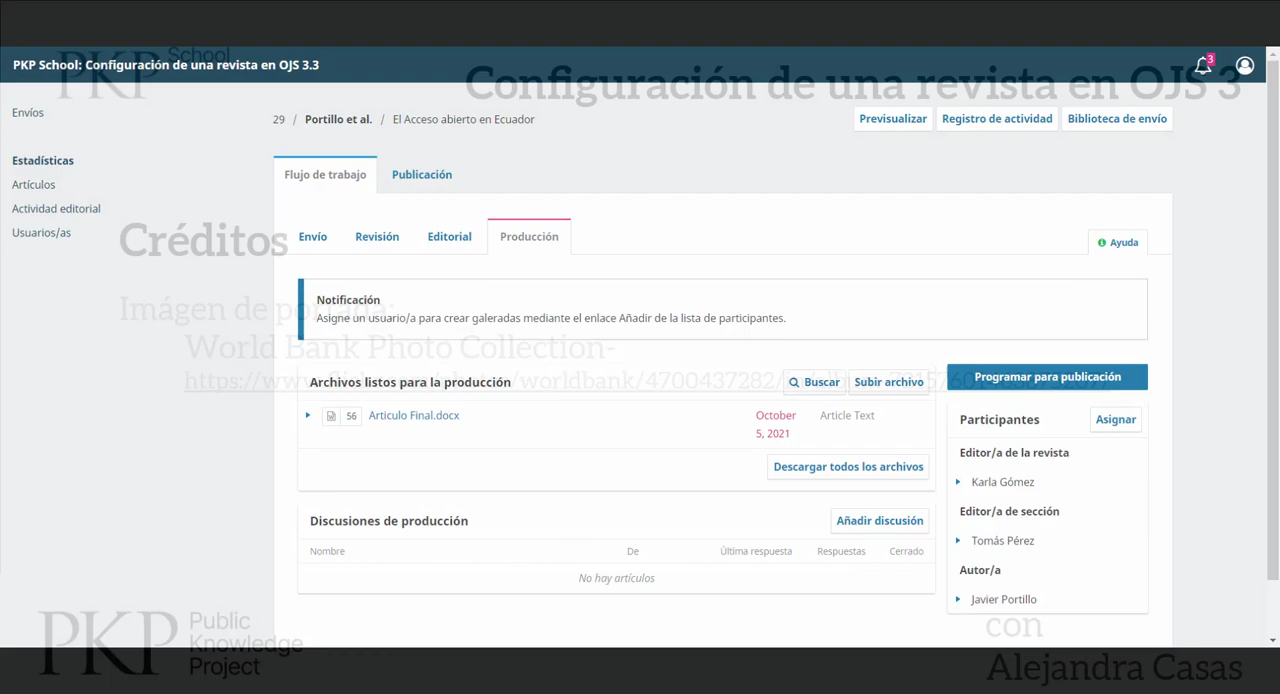 PKP School
PKP School: Configuración de una revista en OJS 3.3
3
Configuración de una revista en OJS 3
Envíos
29 / Portillo et al. / El Acceso abierto en Ecuador
Previsualizar
Registro de actividad
Biblioteca de envío
Estadísticas
Artículos
Actividad editorial
Usuarios/as
Flujo de trabajo
Publicación
Créditos
Envío
Revisión
Editorial
Producción
Ayuda
Notificación
Asigne un usuario/a para crear galeradas mediante el enlace Añadir de la lista de participantes.
Imágen de portada:
World Bank Photo Collection-
Archivos listos para la producción
Buscar
Subir archivo
Programar para publicación
56 Articulo Final.docx
October
5, 2021
Article Text
Participantes
Asignar
Descargar todos los archivos
Editor/a de la revista
Karla Gómez
Editor/a de sección
Tomás Pérez
Autor/a
Javier Portillo
Discusiones de producción
Añadir discusión
Nombre De Última respuesta Respuestas Cerrado
No hay artículos
PKP
Public
Knowledge
Project
con
Alejandra Casas